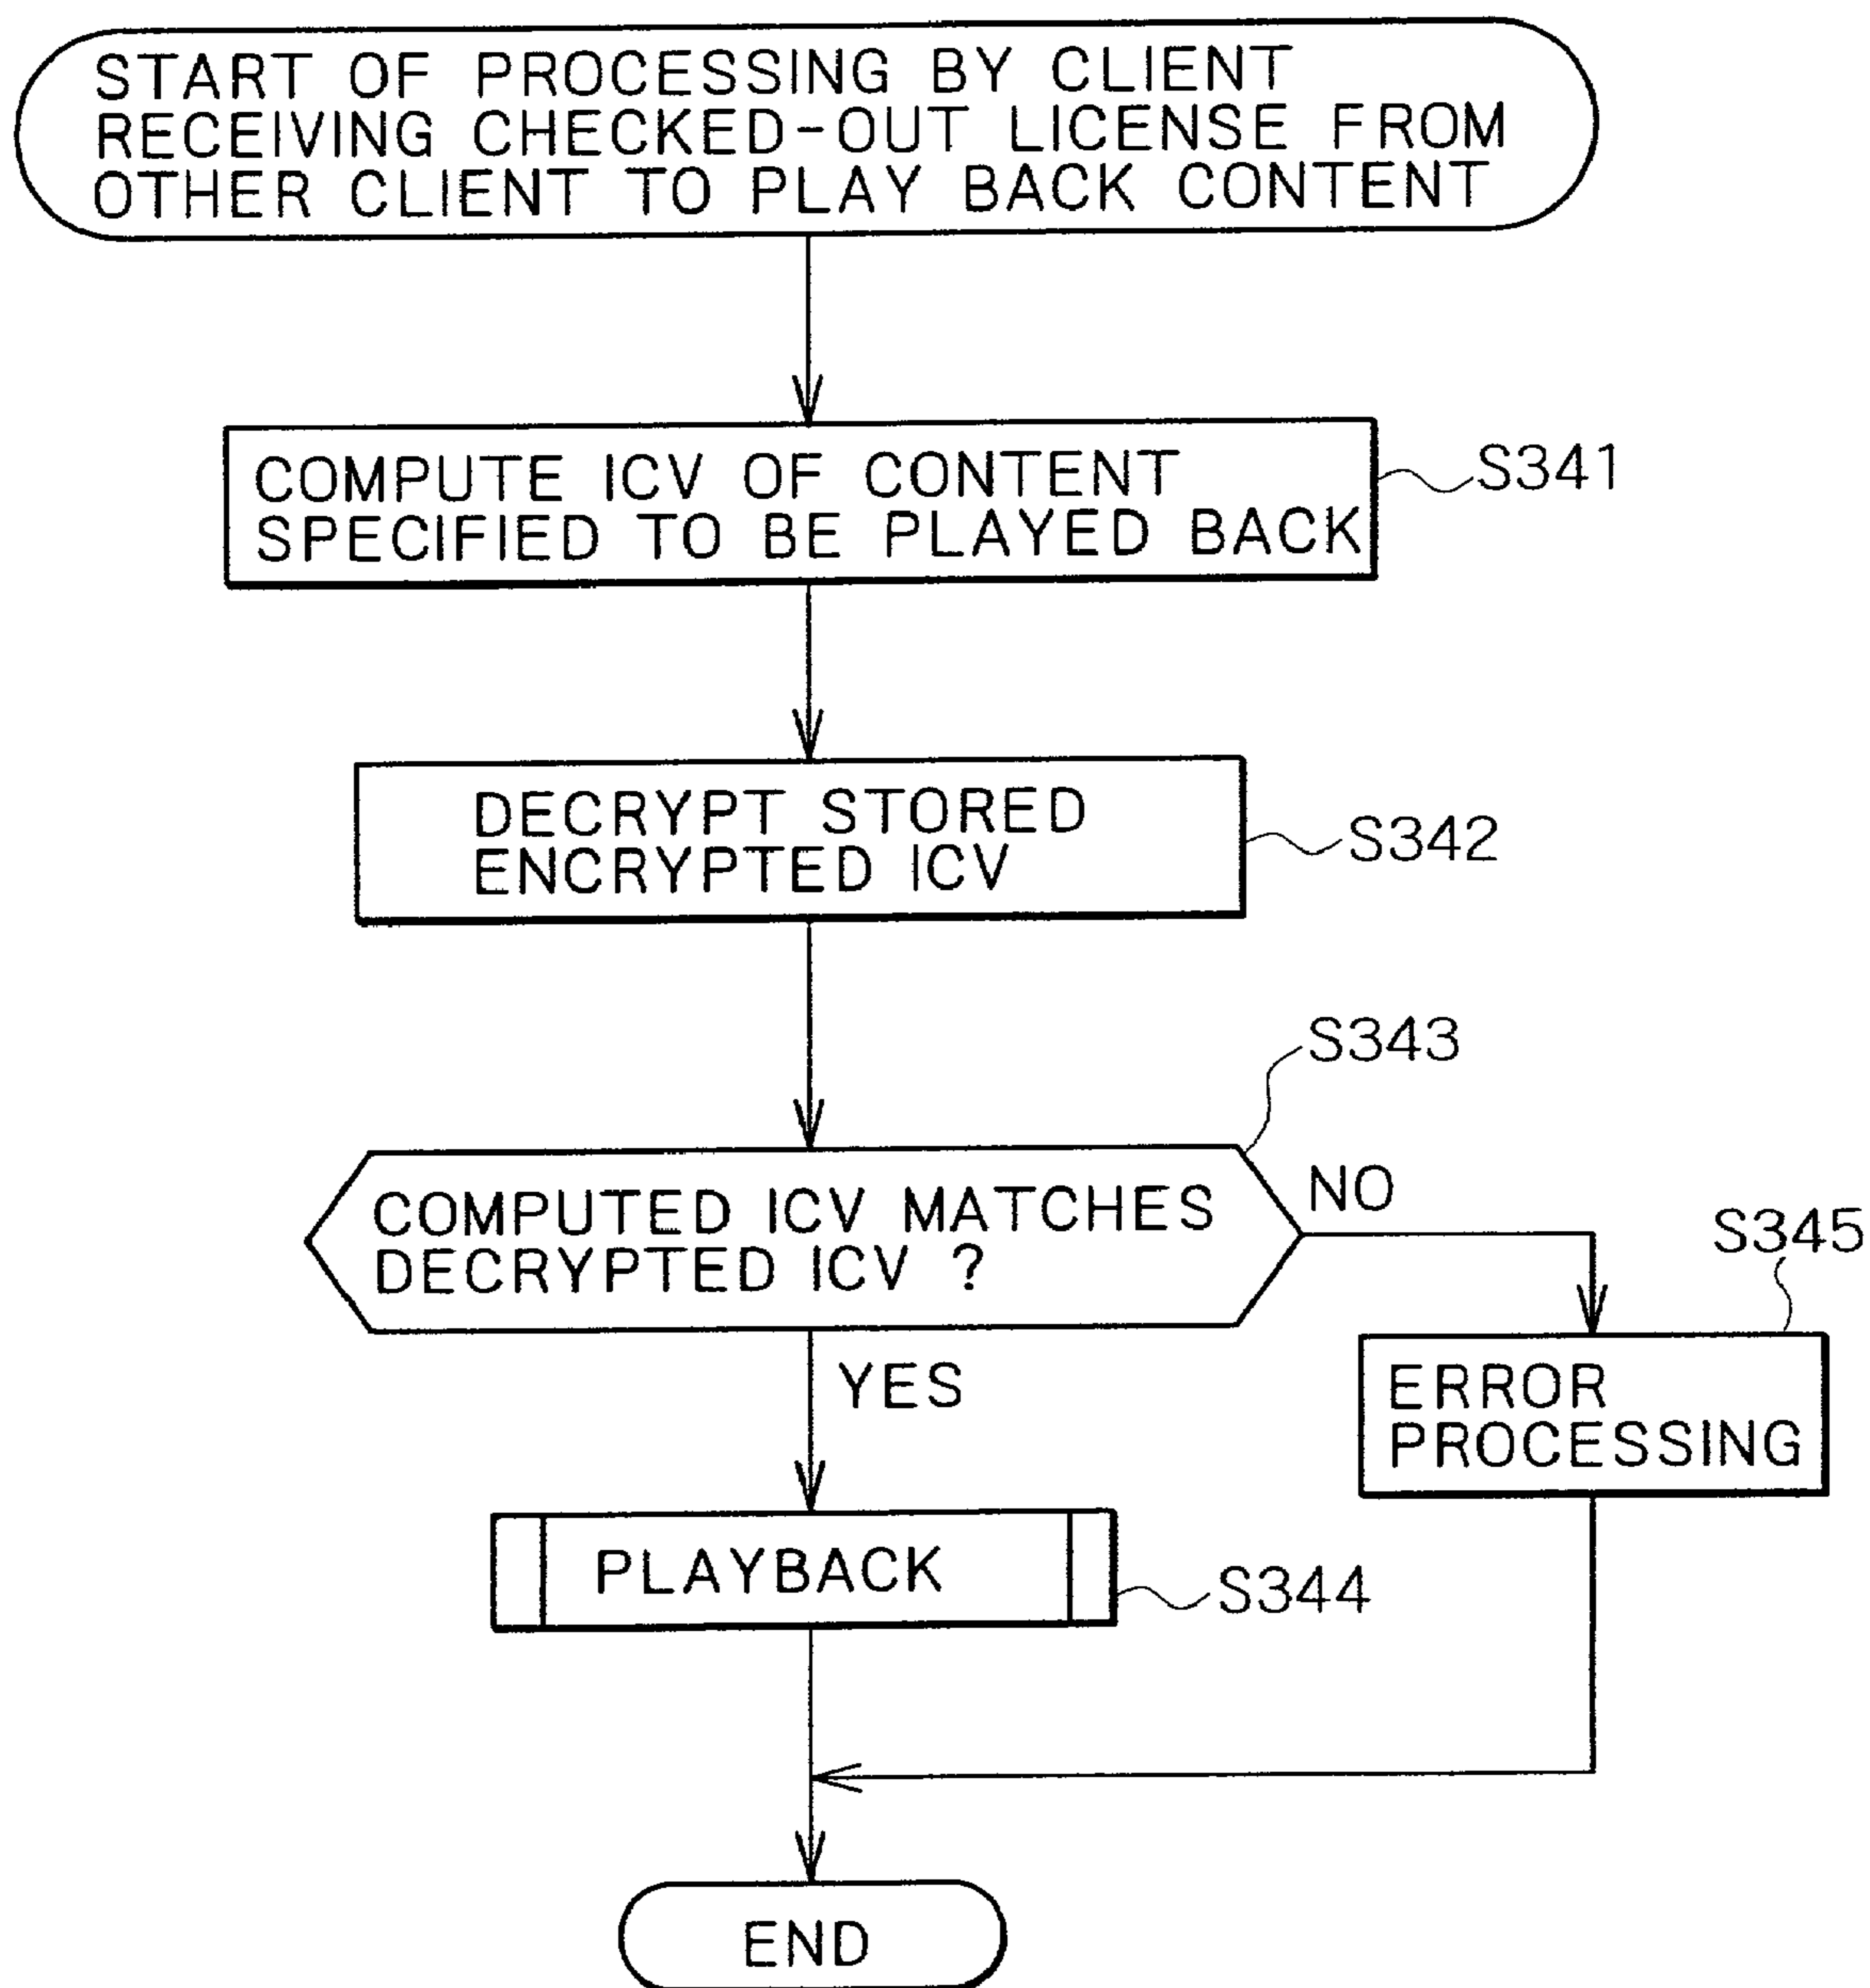 START OF PROCESSING BY CLIENT
RECEIVING CHECKED-OUT LICENSE FROM
OTHER CLIENT TO PLAY BACK CONTENT
COMPUTE ICV OF CONTENT
SPECIFIED TO BE PLAYED BACK
S341
DECRYPT STORED
ENCRYPTED ICV
S342
S343
COMPUTED ICV MATCHES
DECRYPTED ICV ?
NO
S345
YES
ERROR
PROCESSING
PLAYBACK
S344
END